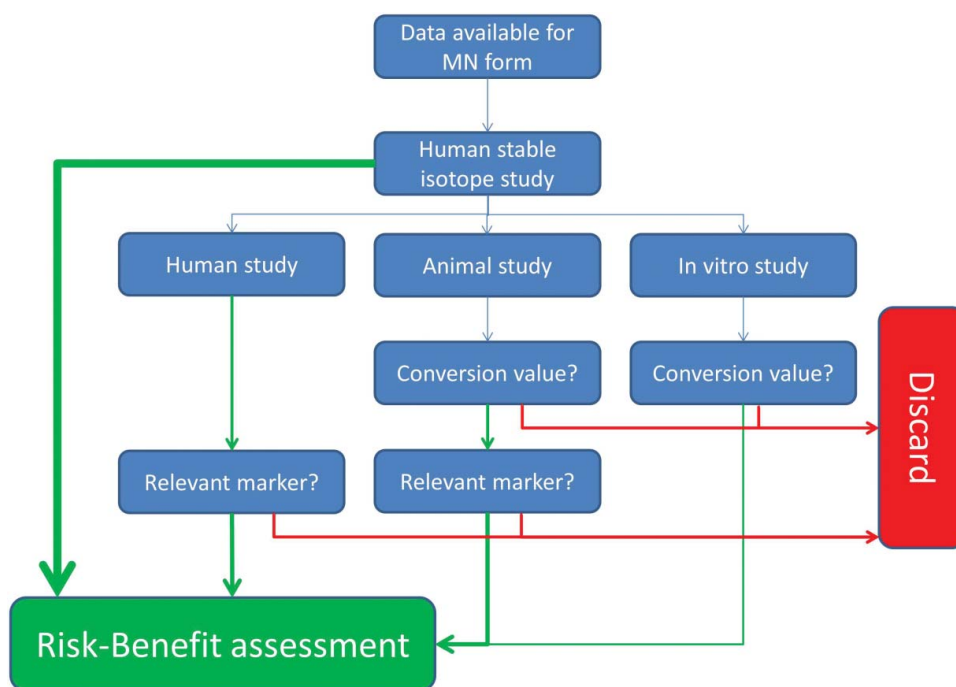 Data available for
MN form
Human stable
isotope study
Human study
Animal study
In vitro study
Conversion value?
Conversion value?
Discard
Relevant marker?
Relevant marker?
Risk-Benefit assessment